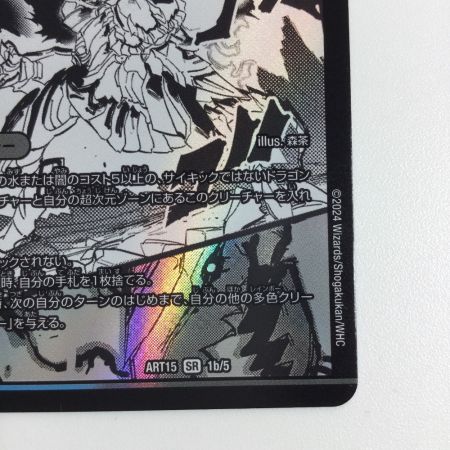 ー
illus. 森茶
の水または闇のコスト5以上の、サイキックではないドラゴン
チャーと自分の超次元ゾーンにあるこのクリーチャーを入れ
ックされない。
時、自分の手札を1枚捨てる。
、次の自分のターンのはじめまで、自分の他の多色クリー
ー」を与える。
ART15 SR 1b/5
©2024 Wizards/Shogakukan/WHC